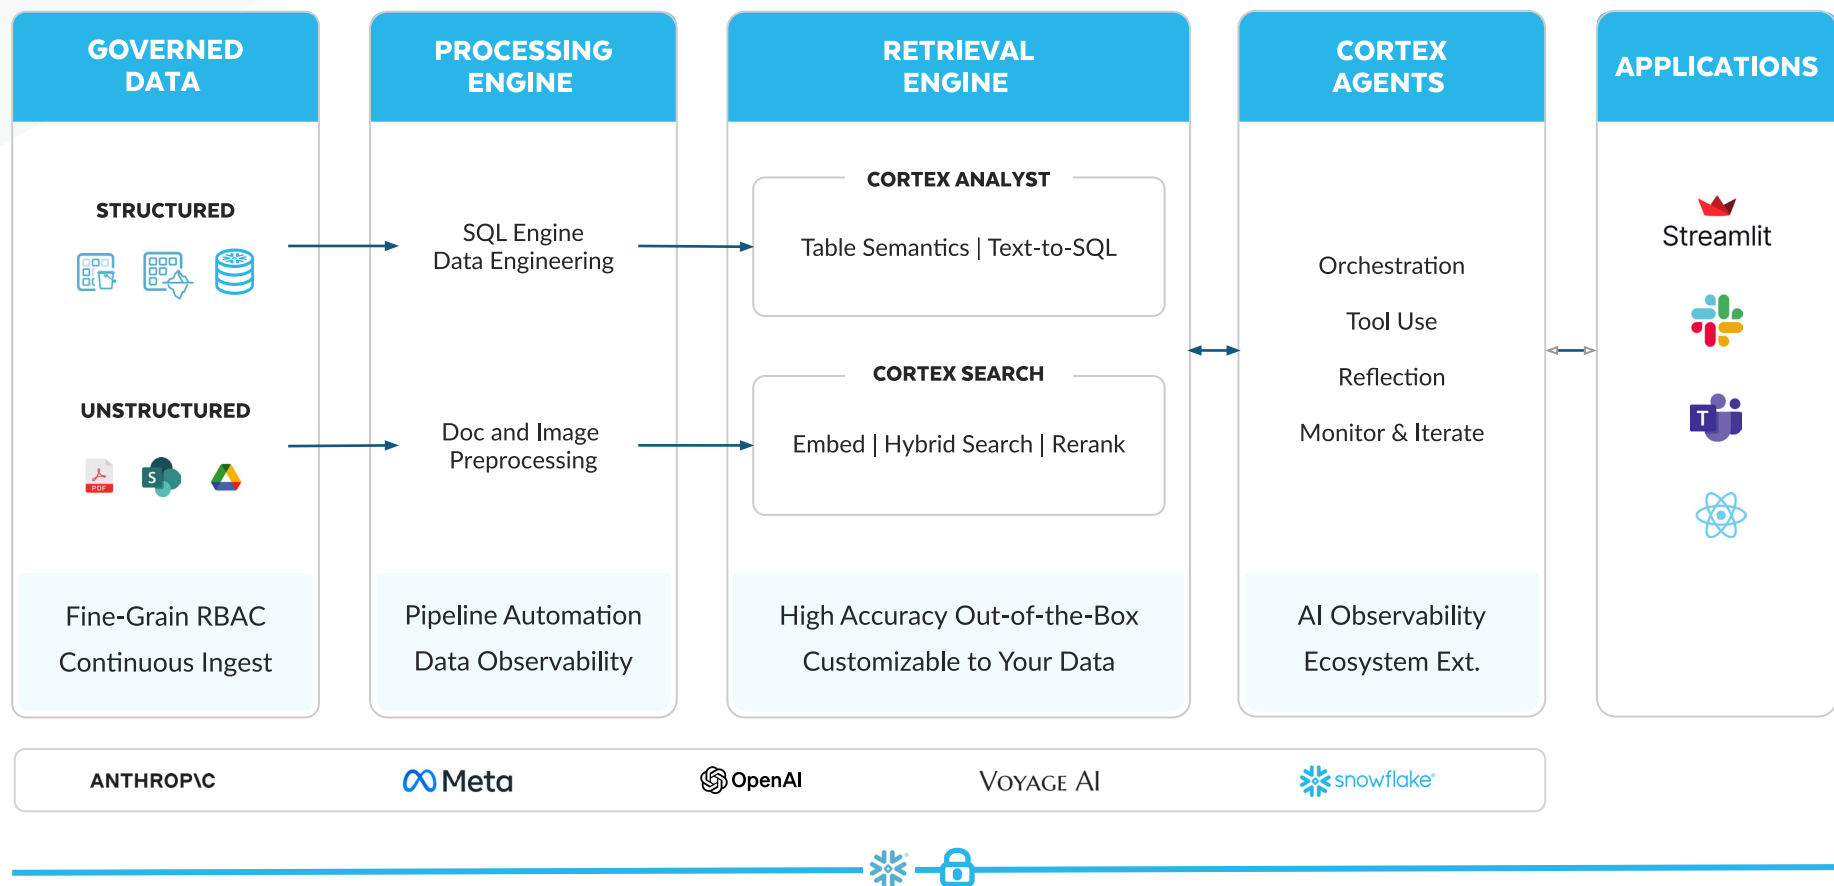 GOVERNED
DATA
STRUCTURED
UNSTRUCTURED
PDF
S
Fine-Grain RBAC
Continuous Ingest
PROCESSING
ENGINE
SQL Engine
Data Engineering
Doc and Image
Preprocessing
Pipeline Automation
Data Observability
RETRIEVAL
ENGINE
CORTEX ANALYST
Table Semantics | Text-to-SQL
CORTEX SEARCH
Embed | Hybrid Search | Rerank
High Accuracy Out-of-the-Box
Customizable to Your Data
CORTEX
AGENTS
Orchestration
Tool Use
Reflection
Monitor & Iterate
AI Observability
Ecosystem Ext.
APPLICATIONS
Streamlit
T
ANTHROP\C
Meta
OpenAI
VOYAGE AI
snowflake®